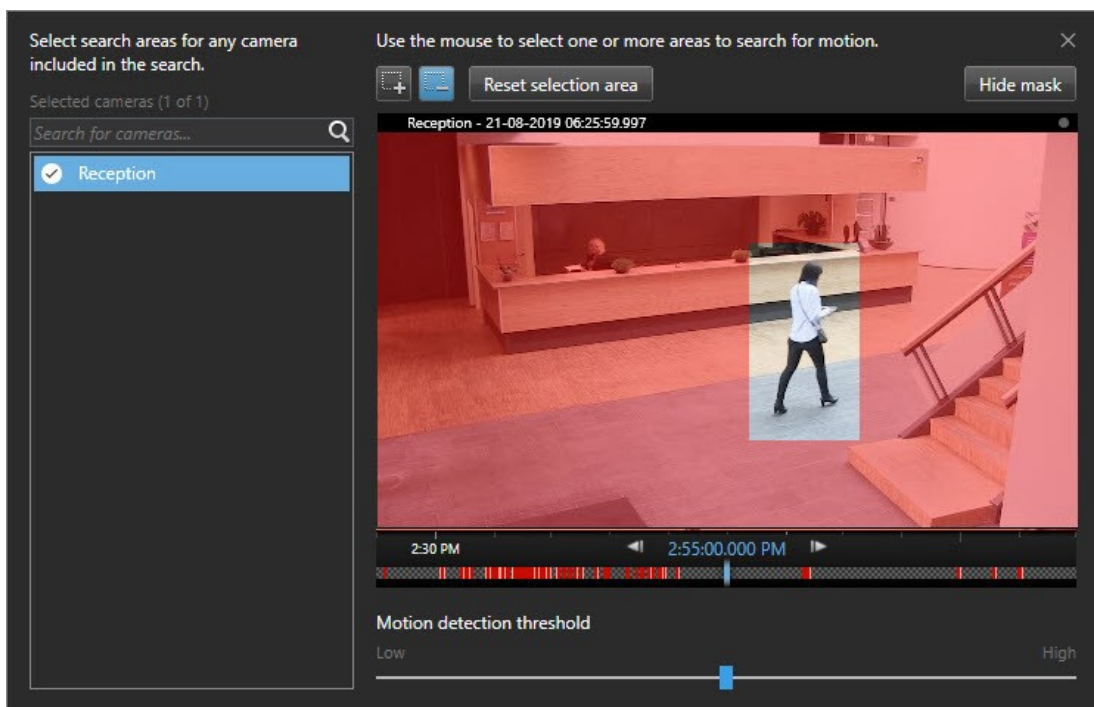 Select search areas for any camera
included in the search.
Selected cameras (1 of 1)
Search for cameras...
Reception
Use the mouse to select one or more areas to search for motion.
Reset selection area
Hide mask
Reception - 21-08-2019 06:25:59.997
2:30 PM
2:55:00.000 PM
Motion detection threshold
Low
High